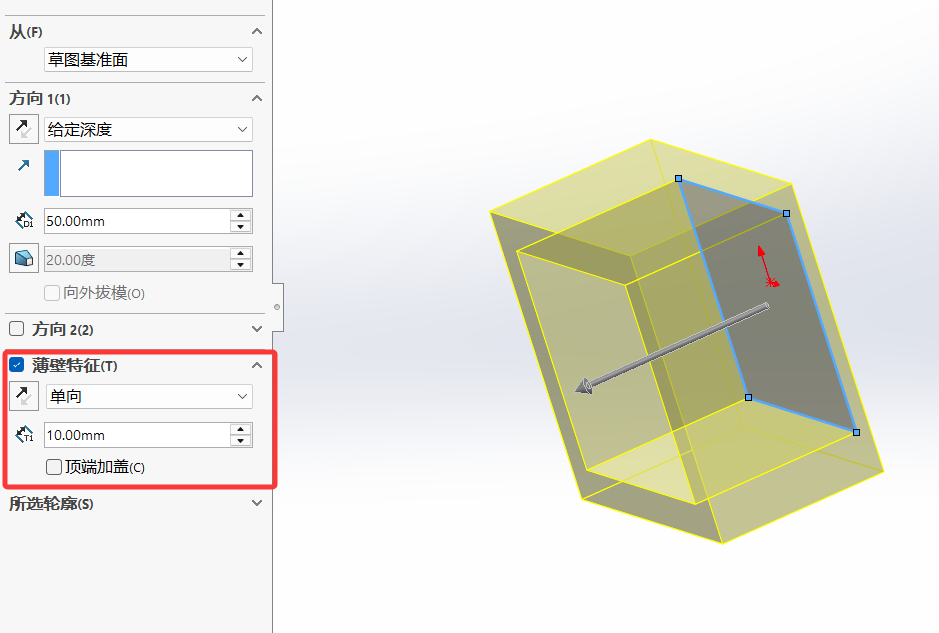 从(F)
草图基准面
方向 1(1)
给定深度
D1
50.00mm
20.00度
向外拔模(O)
方向 2(2)
薄壁特征(T)
单向
T1
10.00mm
顶端加盖(C)
所选轮廓(S)